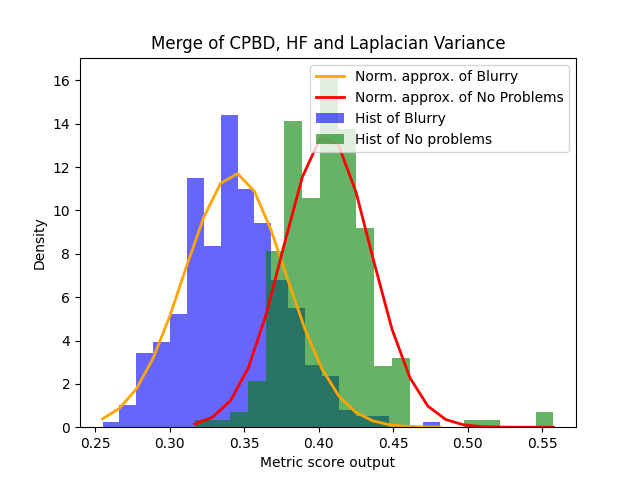 Merge of CPBD, HF and Laplacian Variance
Norm. approx. of Blurry
Norm. approx. of No Problems
Hist of Blurry
Hist of No problems
Density
16
14
12
10
8
6
4
2
0
0.25 0.30 0.35 0.40 0.45 0.50 0.55
Metric score output